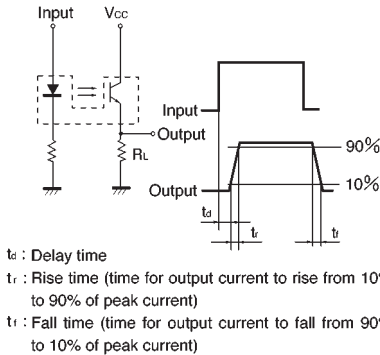 Input Vcc
Input
Output
RL
90%
Output
10%
td
tr
tf
td : Delay time
tr : Rise time (time for output current to rise from 10%
to 90% of peak current)
tf : Fall time (time for output current to fall from 90
to 10% of peak current)